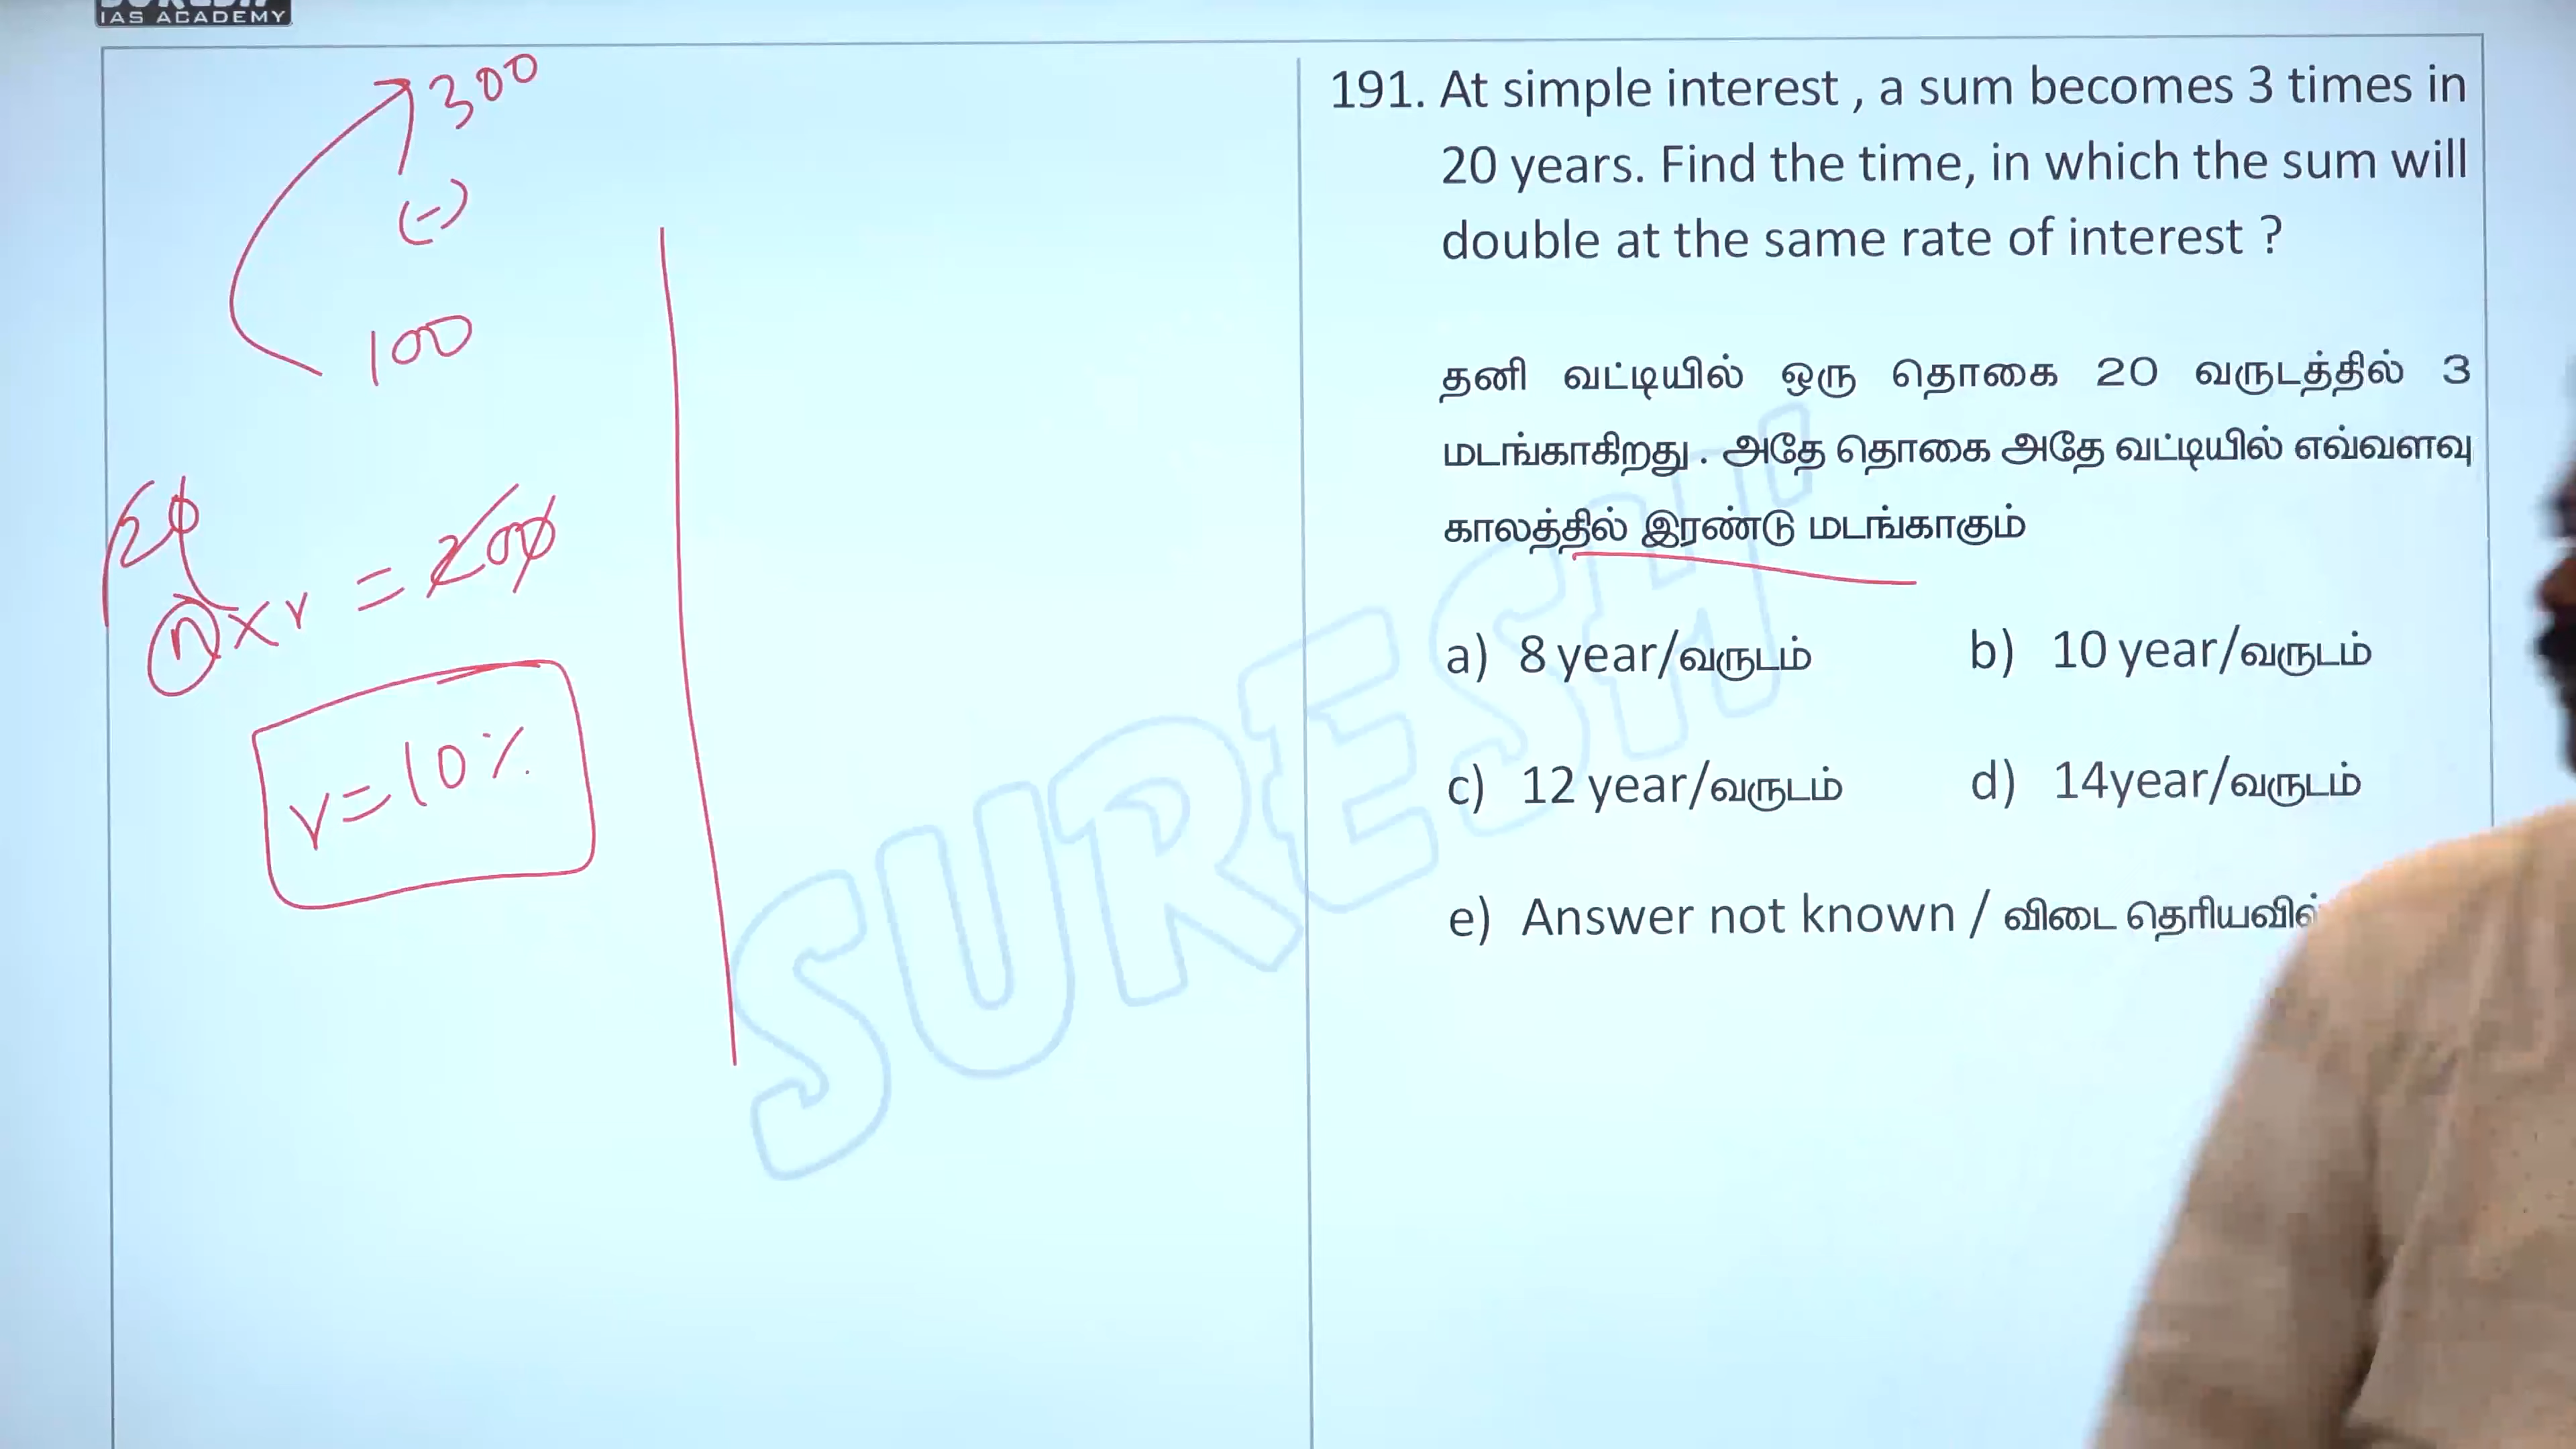 IAS ACADEMY
300
(-)
100
20
n x r = 200
r = 10%
191. At simple interest , a sum becomes 3 times in
20 years. Find the time, in which the sum will
double at the same rate of interest ?
தனி வட்டியில் ஒரு தொகை 20 வருடத்தில் 3
மடங்காகிறது . அதே தொகை அதே வட்டியில் எவ்வளவு
காலத்தில் இரண்டு மடங்காகும்
a) 8 year/வருடம் b) 10 year/வருடம்
c) 12 year/வருடம் d) 14year/வருடம்
e) Answer not known / விடை
SURESH'